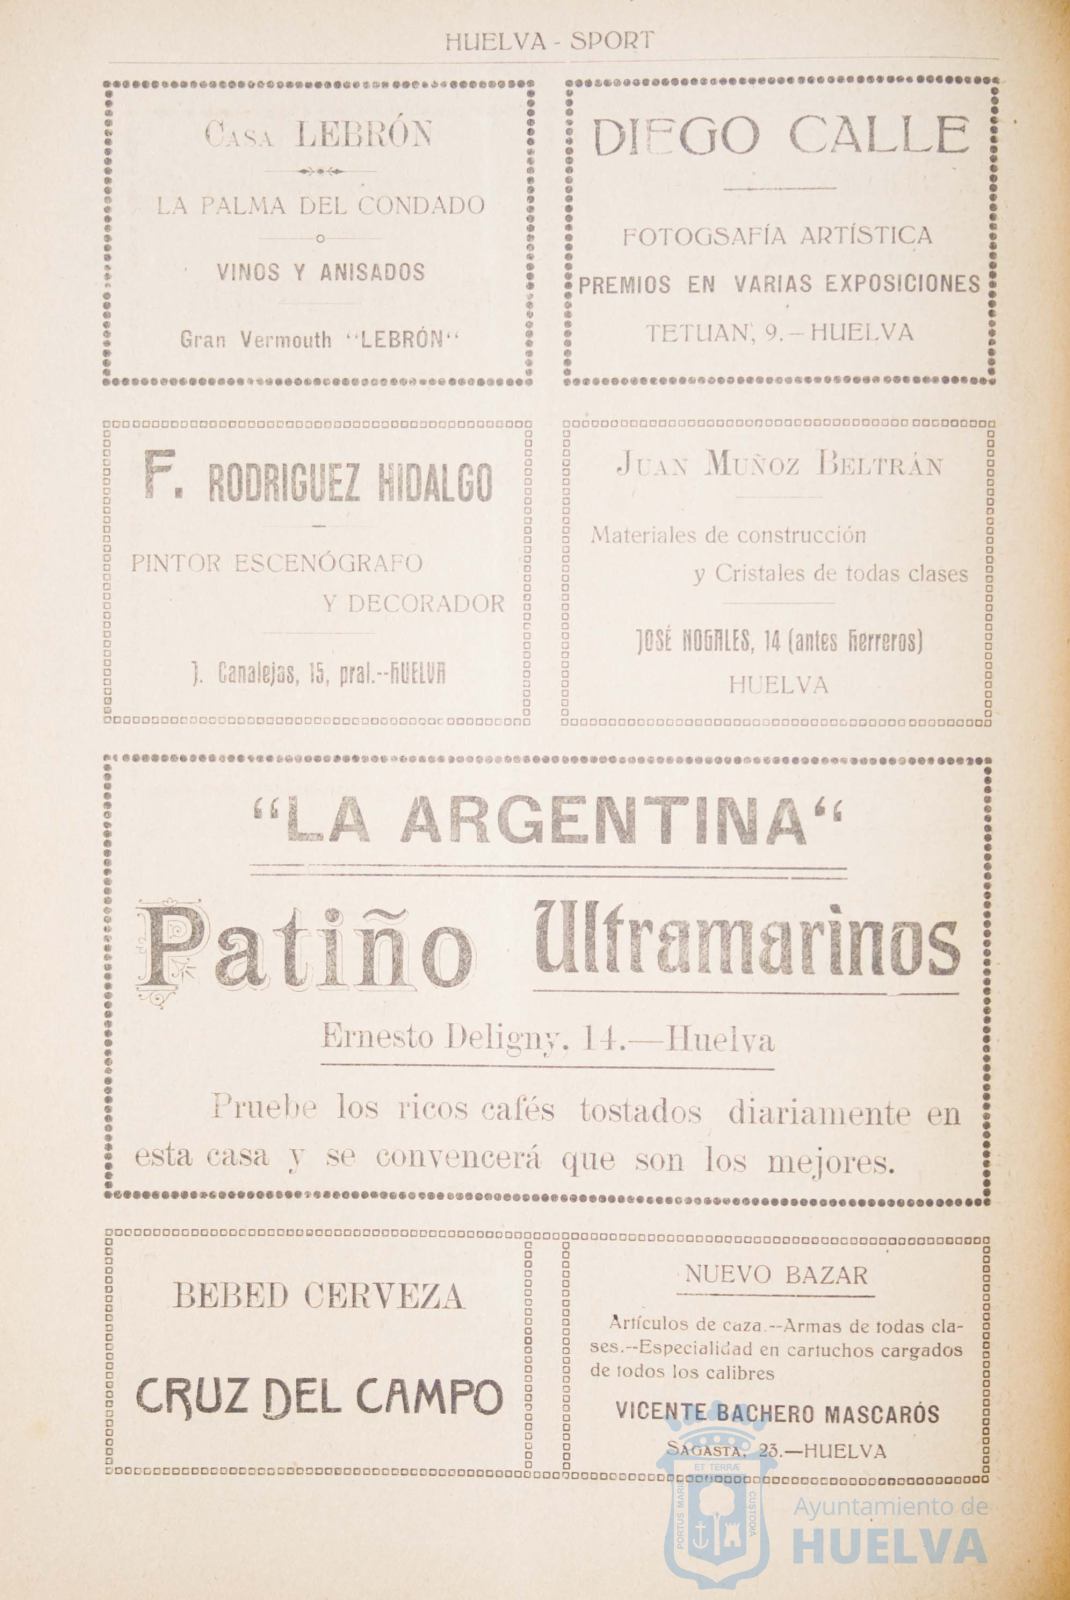 HUELVA - SPORT
CASA LEBRÓN
LA PALMA DEL CONDADO
VINOS Y ANISADOS
Gran Vermouth "LEBRÓN"
DIEGO CALLE
FOTOGSAFÍA ARTÍSTICA
PREMIOS EN VARIAS EXPOSICIONES
TETUAN, 9.—HUELVA
F. RODRIGUEZ HIDALGO
PINTOR ESCENÓGRAFO
Y DECORADOR
J. Canalejas, 15, pral.--HUELVA
JUAN MUÑOZ BELTRÁN
Materiales de construcción
y Cristales de todas clases
JOSÉ NOGALES, 14 (antes Herreros)
HUELVA
"LA ARGENTINA"
Patiño Ultramarinos
Ernesto Deligny. 14.—Huelva
Pruebe los ricos cafés tostados diariamente en
esta casa y se convencerá que son los mejores.
BEBED CERVEZA
CRUZ DEL CAMPO
NUEVO BAZAR
Artículos de caza.--Armas de todas cla-
ses.--Especialidad en cartuchos cargados
de todos los calibres
VICENTE BACHERO MASCARÓS
SAGASTA, 23.—HUELVA
PORTUS MARIS
ET TERRÆ
CUSTODIA
Ayuntamiento de
HUELVA